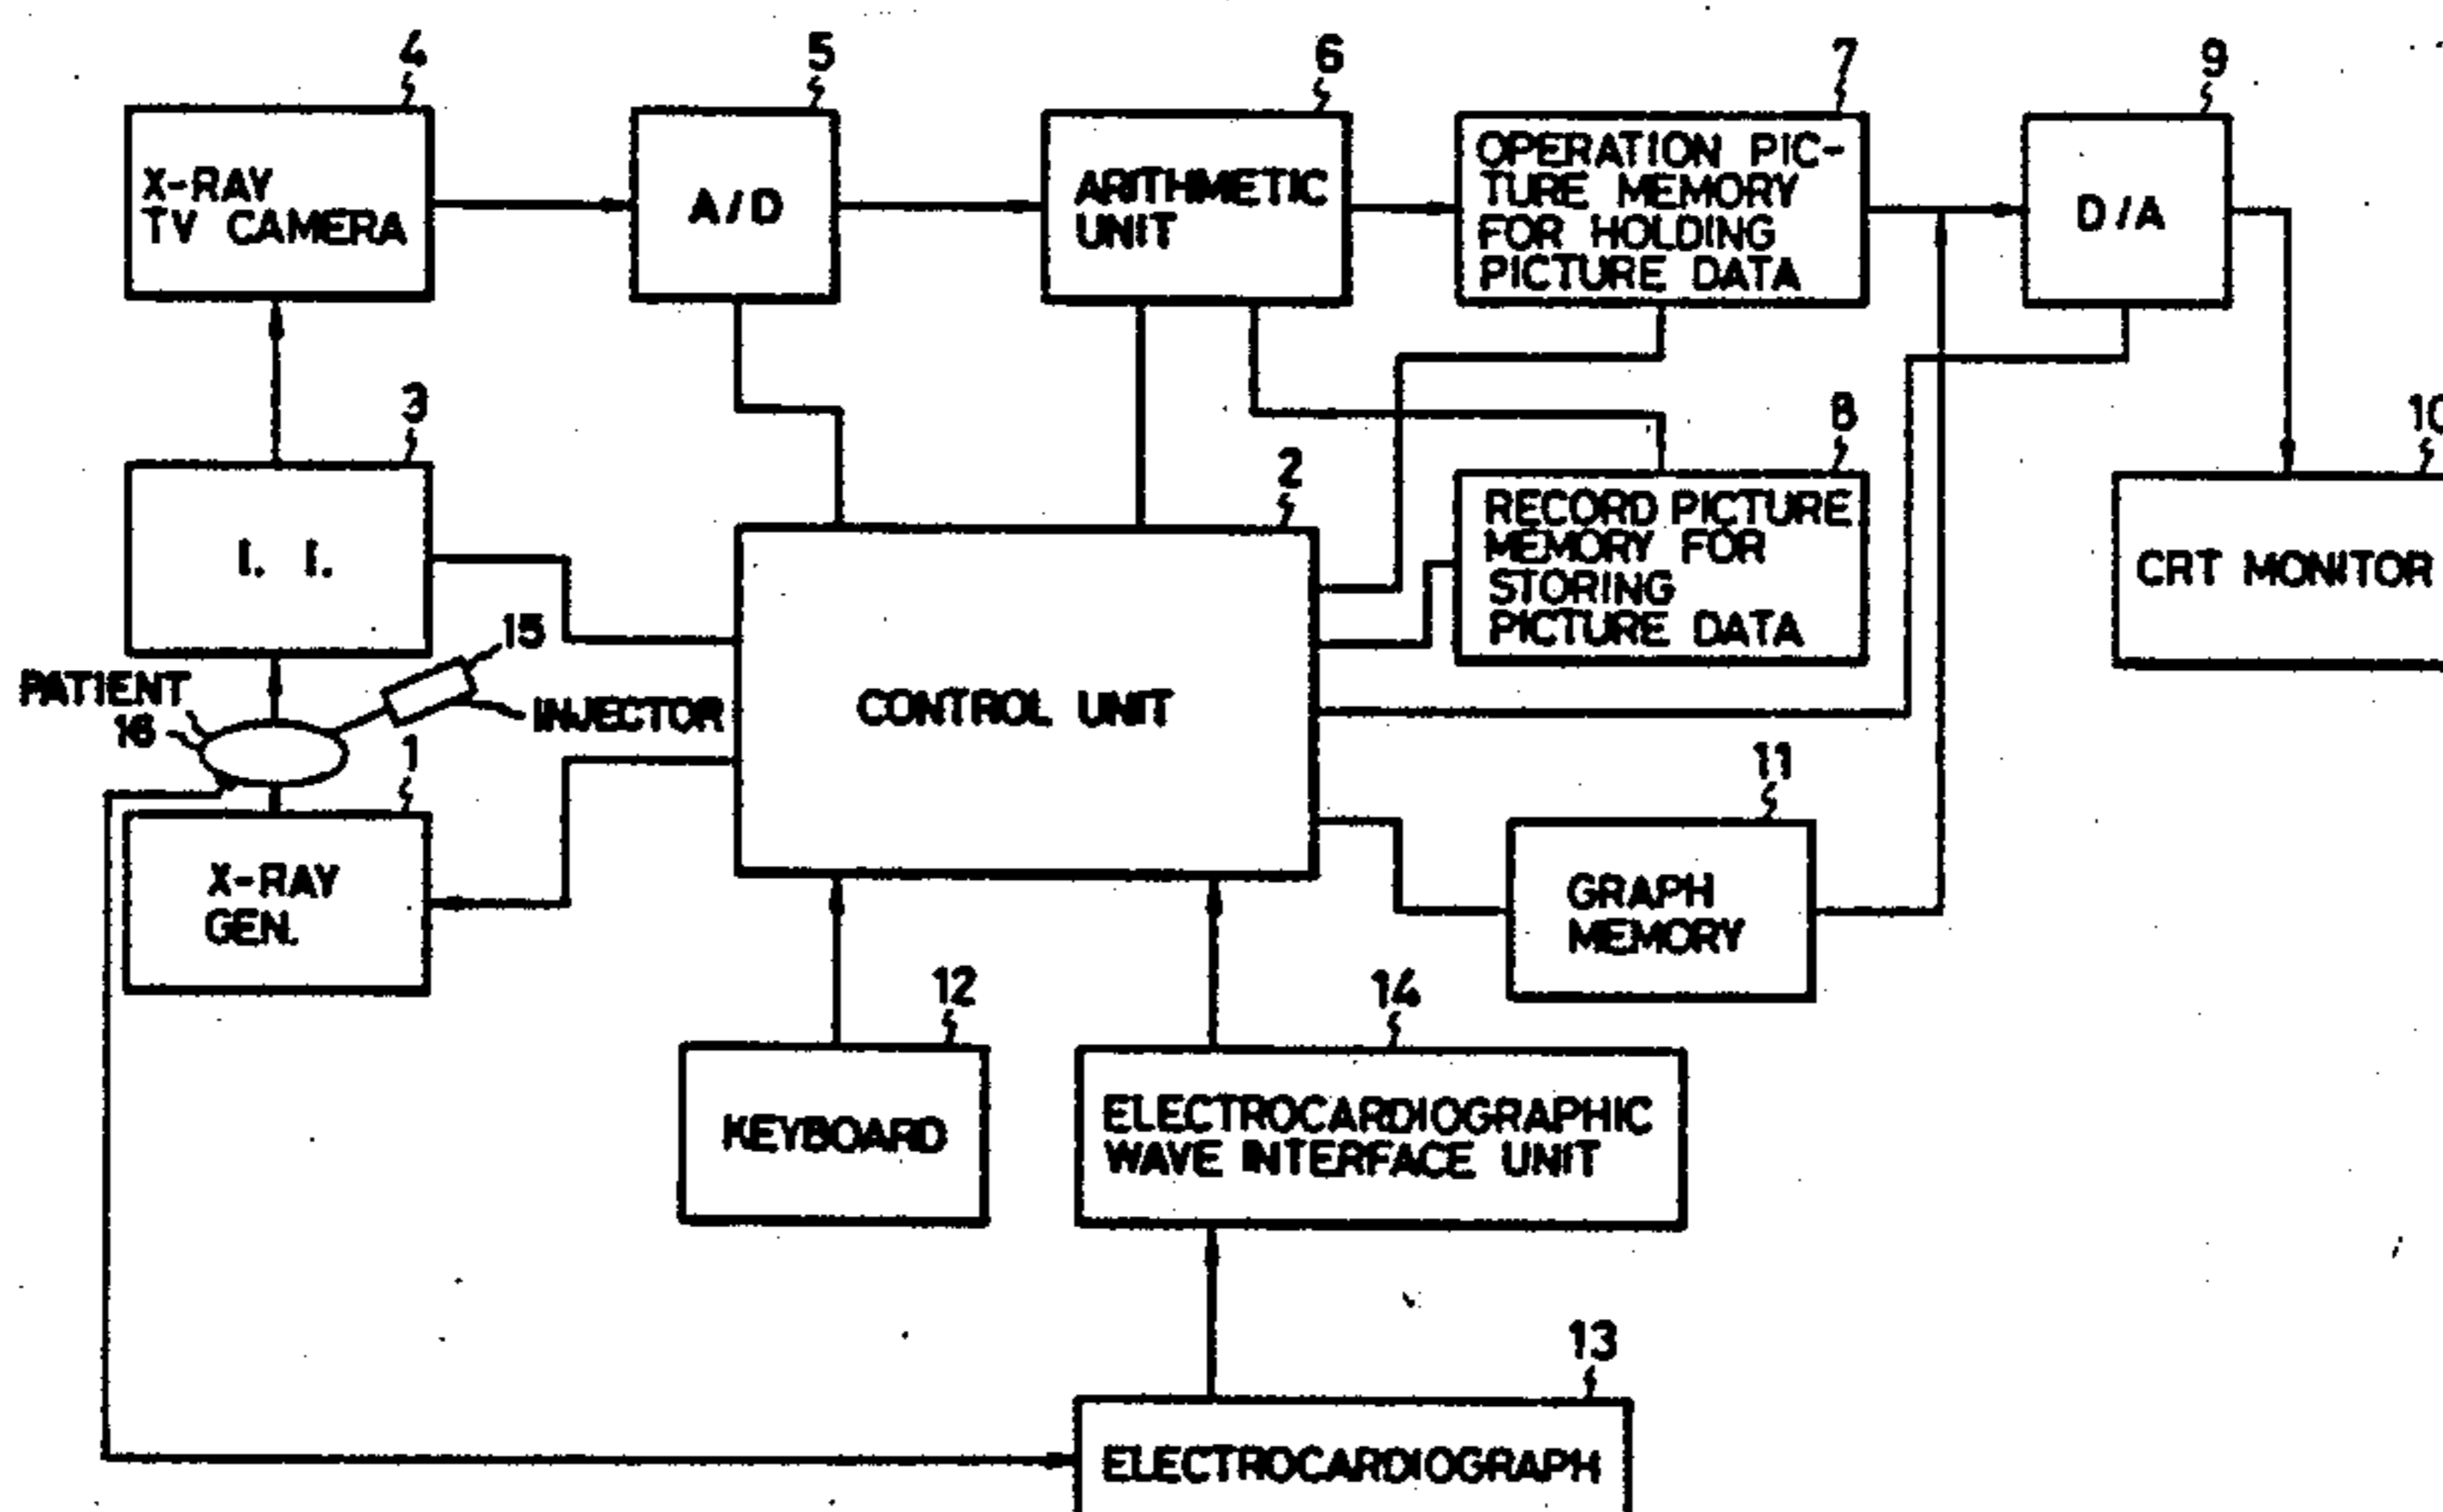 4
5
6
7
9
X-RAY
TV CAMERA
A/D
ARITHMETIC
UNIT
OPERATION PIC-
TURE MEMORY
FOR HOLDING
PICTURE DATA
D/A
3
2
8
10
I. I.
RECORD PICTURE
MEMORY FOR
STORING
PICTURE DATA
CRT MONITOR
15
PATIENT
16
INJECTOR
CONTROL UNIT
1
11
X-RAY
GEN.
GRAPH
MEMORY
12
14
KEYBOARD
ELECTROCARDIOGRAPHIC
WAVE INTERFACE UNIT
13
ELECTROCARDIOGRAPH